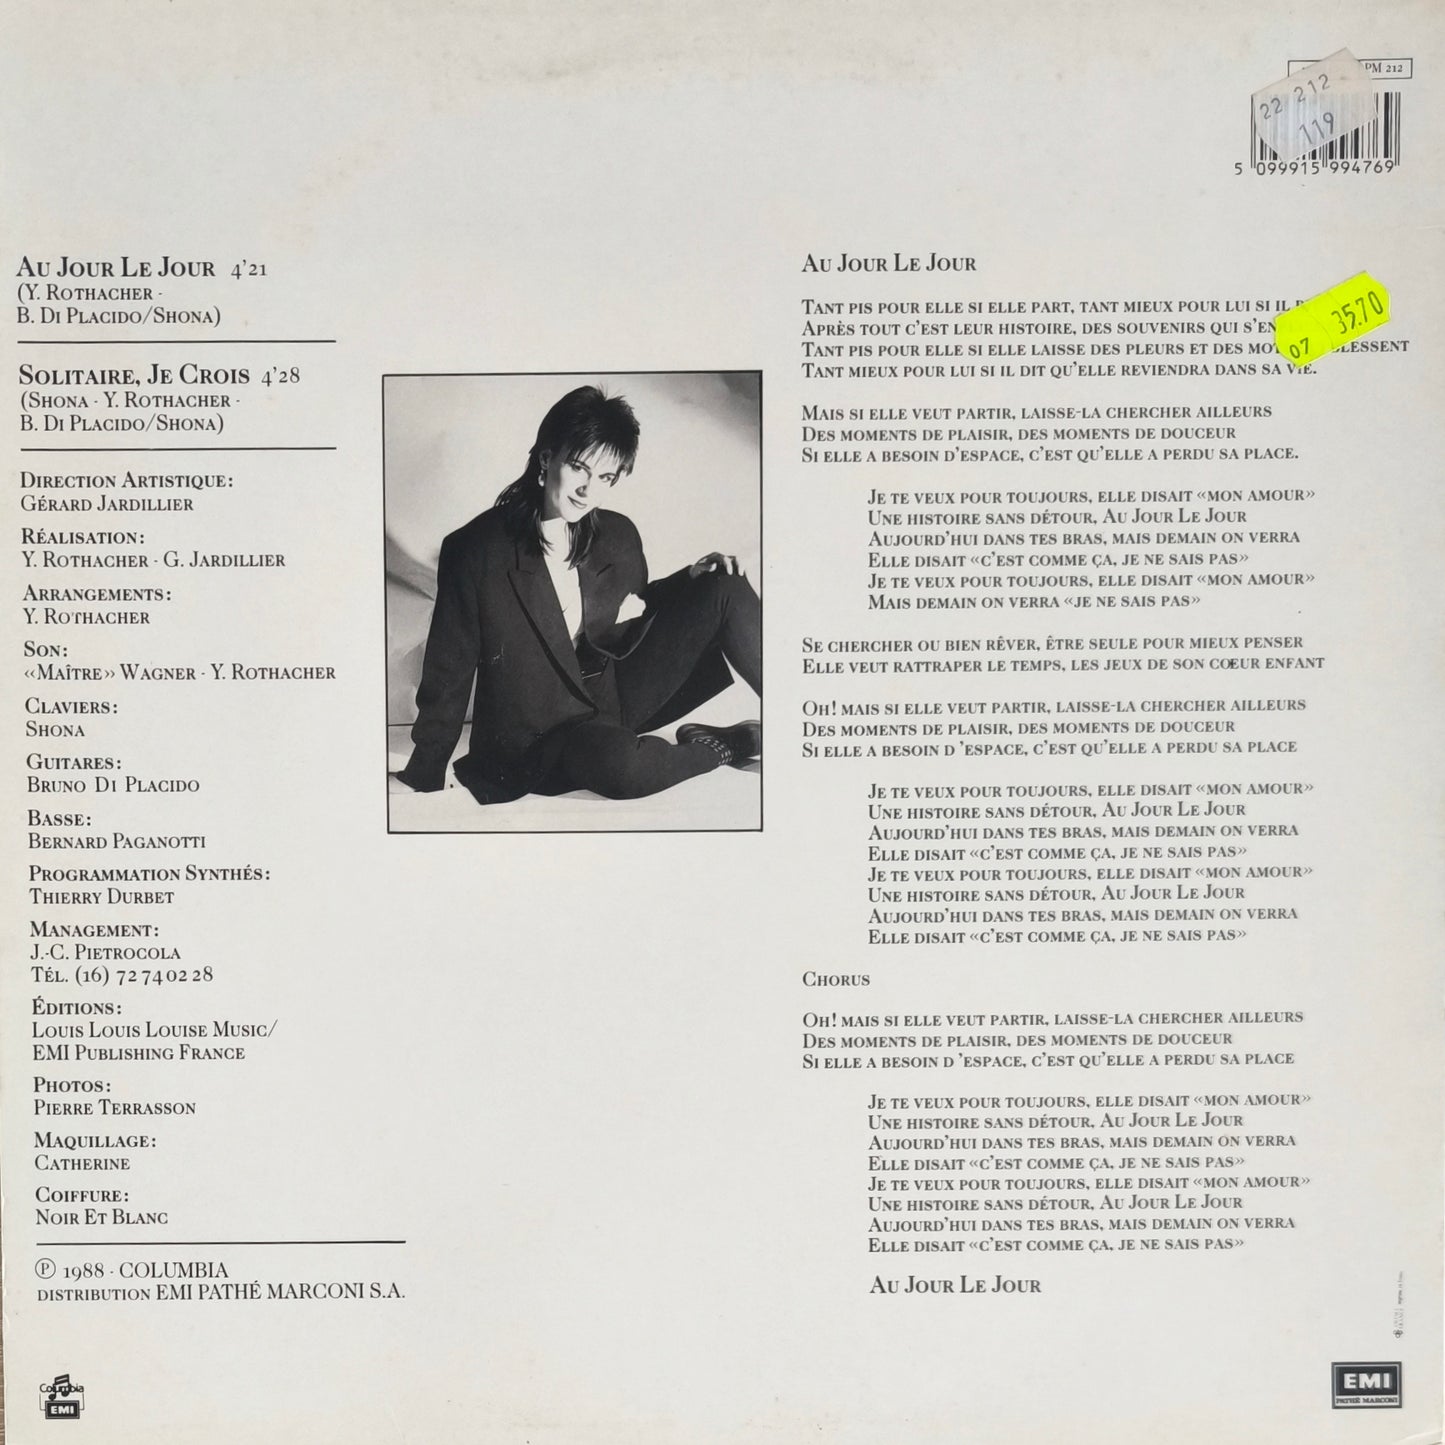 PM 212
22 212
119
5 099915 994769
AU JOUR LE JOUR 4'21
(Y. ROTHACHER -
B. DI PLACIDO/SHONA)
SOLITAIRE, JE CROIS 4'28
(SHONA - Y. ROTHACHER -
B. DI PLACIDO/SHONA)
DIRECTION ARTISTIQUE:
GÉRARD JARDILLIER
RÉALISATION:
Y. ROTHACHER - G. JARDILLIER
ARRANGEMENTS:
Y. ROTHACHER
SON:
«MAÎTRE» WAGNER - Y. ROTHACHER
CLAVIERS:
SHONA
GUITARES:
BRUNO DI PLACIDO
BASSE:
BERNARD PAGANOTTI
PROGRAMMATION SYNTHÉS:
THIERRY DURBET
MANAGEMENT:
J.-C. PIETROCOLA
TÉL. (16) 72 74 02 28
ÉDITIONS:
LOUIS LOUIS LOUISE MUSIC/
EMI PUBLISHING FRANCE
PHOTOS:
PIERRE TERRASSON
MAQUILLAGE:
CATHERINE
COIFFURE:
NOIR ET BLANC
Ⓟ 1988 - COLUMBIA
DISTRIBUTION EMI PATHÉ MARCONI S.A.
Columbia
EMI
AU JOUR LE JOUR
TANT PIS POUR ELLE SI ELLE PART, TANT MIEUX POUR LUI SI IL
APRÈS TOUT C'EST LEUR HISTOIRE, DES SOUVENIRS QUI
TANT PIS POUR ELLE SI ELLE LAISSE DES PLEURS ET DES BLESSENT
TANT MIEUX POUR LUI SI IL DIT QU'ELLE REVIENDRA DANS SA VIE.
07 35.70
MAIS SI ELLE VEUT PARTIR, LAISSE-LA CHERCHER AILLEURS
DES MOMENTS DE PLAISIR, DES MOMENTS DE DOUCEUR
SI ELLE A BESOIN D'ESPACE, C'EST QU'ELLE A PERDU SA PLACE.
JE TE VEUX POUR TOUJOURS, ELLE DISAIT «MON AMOUR»
UNE HISTOIRE SANS DÉTOUR, AU JOUR LE JOUR
AUJOURD'HUI DANS TES BRAS, MAIS DEMAIN ON VERRA
ELLE DISAIT «C'EST COMME ÇA, JE NE SAIS PAS»
JE TE VEUX POUR TOUJOURS, ELLE DISAIT «MON AMOUR»
MAIS DEMAIN ON VERRA «JE NE SAIS PAS»
SE CHERCHER OU BIEN RÊVER, ÊTRE SEULE POUR MIEUX PENSER
ELLE VEUT RATTRAPER LE TEMPS, LES JEUX DE SON CŒUR ENFANT
OH! MAIS SI ELLE VEUT PARTIR, LAISSE-LA CHERCHER AILLEURS
DES MOMENTS DE PLAISIR, DES MOMENTS DE DOUCEUR
SI ELLE A BESOIN D 'ESPACE, C'EST QU'ELLE A PERDU SA PLACE
JE TE VEUX POUR TOUJOURS, ELLE DISAIT «MON AMOUR»
UNE HISTOIRE SANS DÉTOUR, AU JOUR LE JOUR
AUJOURD'HUI DANS TES BRAS, MAIS DEMAIN ON VERRA
ELLE DISAIT «C'EST COMME ÇA, JE NE SAIS PAS»
JE TE VEUX POUR TOUJOURS, ELLE DISAIT «MON AMOUR»
UNE HISTOIRE SANS DÉTOUR, AU JOUR LE JOUR
AUJOURD'HUI DANS TES BRAS, MAIS DEMAIN ON VERRA
ELLE DISAIT «C'EST COMME ÇA, JE NE SAIS PAS»
CHORUS
OH! MAIS SI ELLE VEUT PARTIR, LAISSE-LA CHERCHER AILLEURS
DES MOMENTS DE PLAISIR, DES MOMENTS DE DOUCEUR
SI ELLE A BESOIN D 'ESPACE, C'EST QU'ELLE A PERDU SA PLACE
JE TE VEUX POUR TOUJOURS, ELLE DISAIT «MON AMOUR»
UNE HISTOIRE SANS DÉTOUR, AU JOUR LE JOUR
AUJOURD'HUI DANS TES BRAS, MAIS DEMAIN ON VERRA
ELLE DISAIT «C'EST COMME ÇA, JE NE SAIS PAS»
JE TE VEUX POUR TOUJOURS, ELLE DISAIT «MON AMOUR»
UNE HISTOIRE SANS DÉTOUR, AU JOUR LE JOUR
AUJOURD'HUI DANS TES BRAS, MAIS DEMAIN ON VERRA
ELLE DISAIT «C'EST COMME ÇA, JE NE SAIS PAS»
AU JOUR LE JOUR
EMI
PATHÉ MARCONI